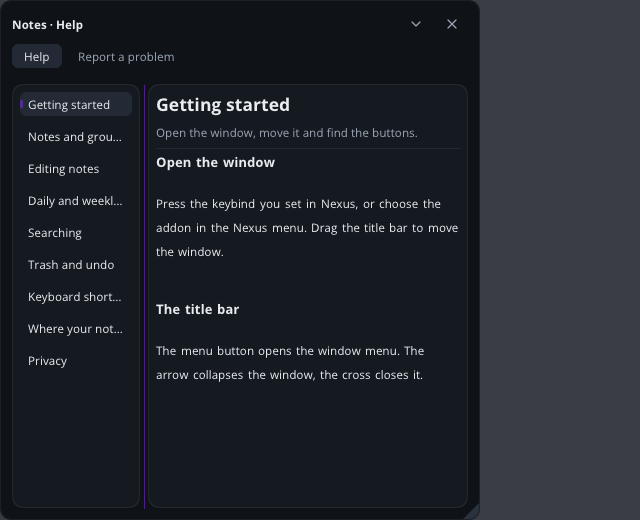 Notes · Help
Help
Report a problem
Getting started
Notes and grou...
Editing notes
Daily and weekl...
Searching
Trash and undo
Keyboard short...
Where your not...
Privacy
Getting started
Open the window, move it and find the buttons.
Open the window
Press the keybind you set in Nexus, or choose the
addon in the Nexus menu. Drag the title bar to move
the window.
The title bar
The menu button opens the window menu. The
arrow collapses the window, the cross closes it.